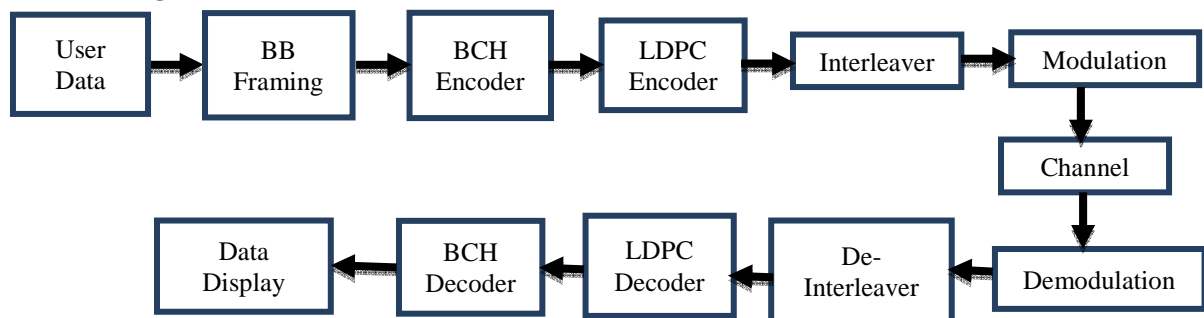 User
Data
BB
Framing
BCH
Encoder
LDPC
Encoder
Interleaver
Modulation
Channel
Demodulation
De-
Interleaver
LDPC
Decoder
BCH
Decoder
Data
Display